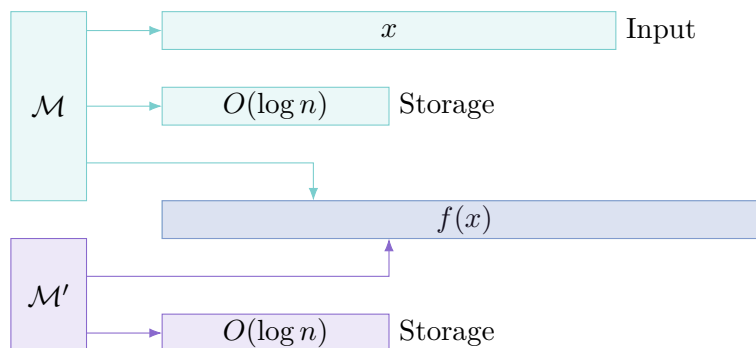 x Input
ℳ
O(log n) Storage
f(x)
ℳ′
O(log n) Storage